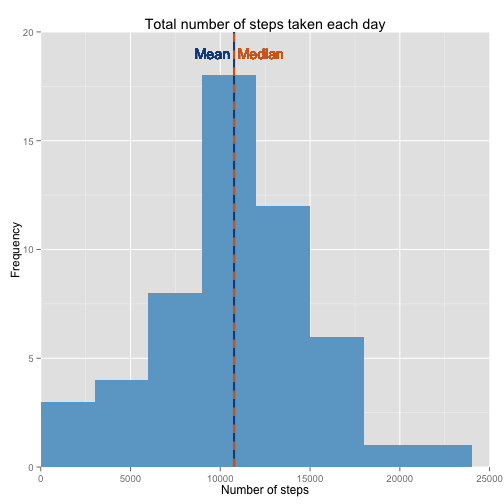 Total number of steps taken each day
20
Mean Median
15
10
Frequency
5
0
0 5000 10000 15000 20000 25000
Number of steps